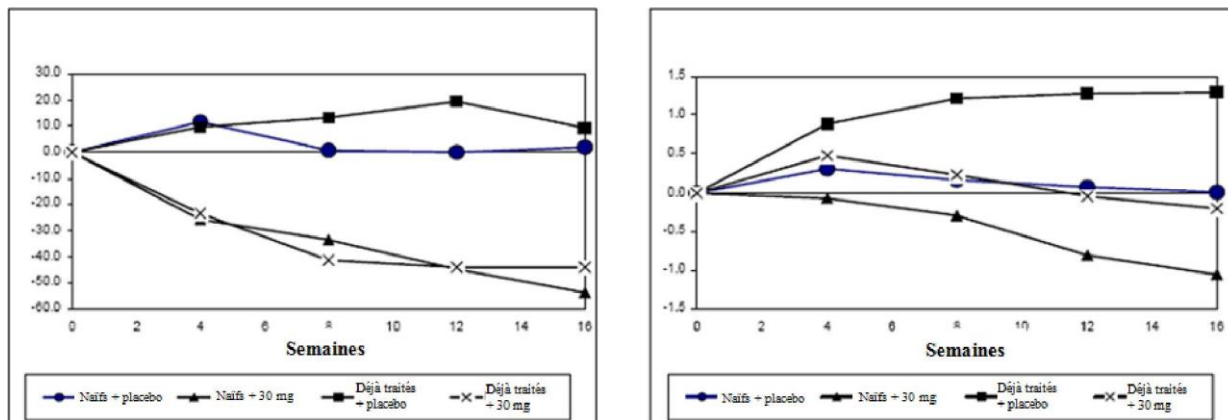 30.0
20.0
10.0
0.0
-10.0
-20.0
-30.0
-40.0
-50.0
-60.0
0 2 4 6 8 10 12 14 16
Semaines
Naïfs + placebo Naïfs + 30 mg Déjà traités + placebo Déjà traités + 30 mg
1.5
1.0
0.5
0.0
-0.5
-1.0
-1.5
0 2 4 6 8 10 12 14 16
Semaines
Naïfs + placebo Naïfs + 30 mg Déjà traités + placebo Déjà traités + 30 mg